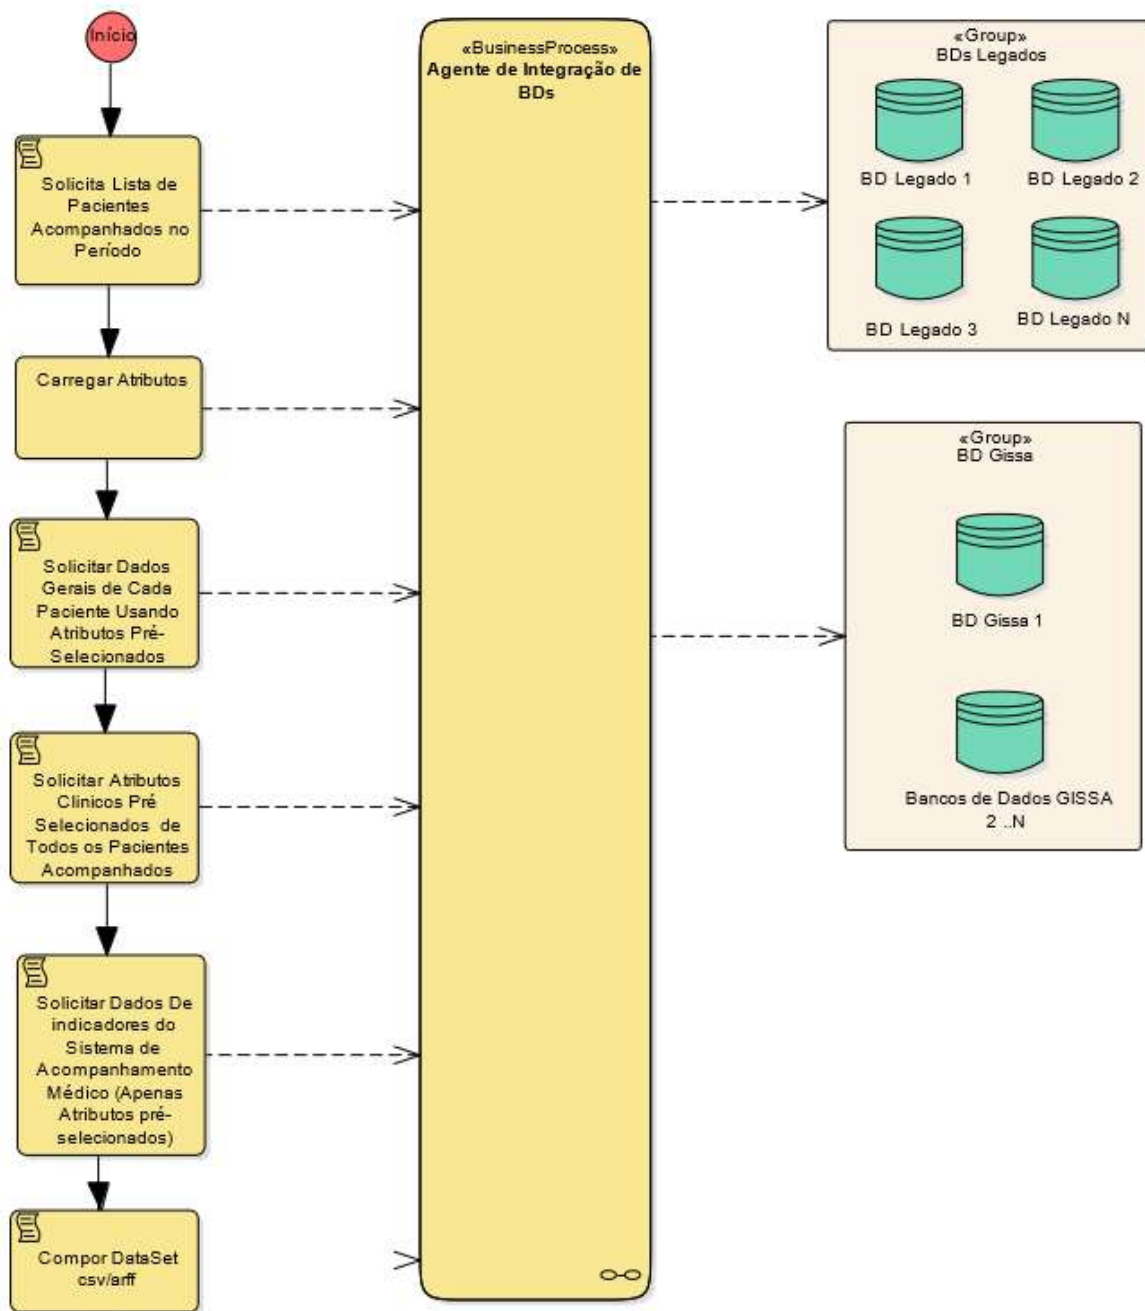 Início
Solicita Lista de
Pacientes
Acompanhados no
Período
Carregar Atributos
Solicitar Dados
Gerais de Cada
Paciente Usando
Atributos Pré-
Selecionados
Solicitar Atributos
Clinicos Pré
Selecionados de
Todos os Pacientes
Acompanhados
Solicitar Dados De
indicadores do
Sistema de
Acompanhamento
Médico (Apenas
Atributos pré-
selecionados)
Compor DataSet
csv/arff
«BusinessProcess»
Agente de Integração de
BDs
«Group»
BDs Legados
BD Legado 1
BD Legado 2
BD Legado 3
BD Legado N
«Group»
BD Gissa
BD Gissa 1
Bancos de Dados GISSA
2 ..N